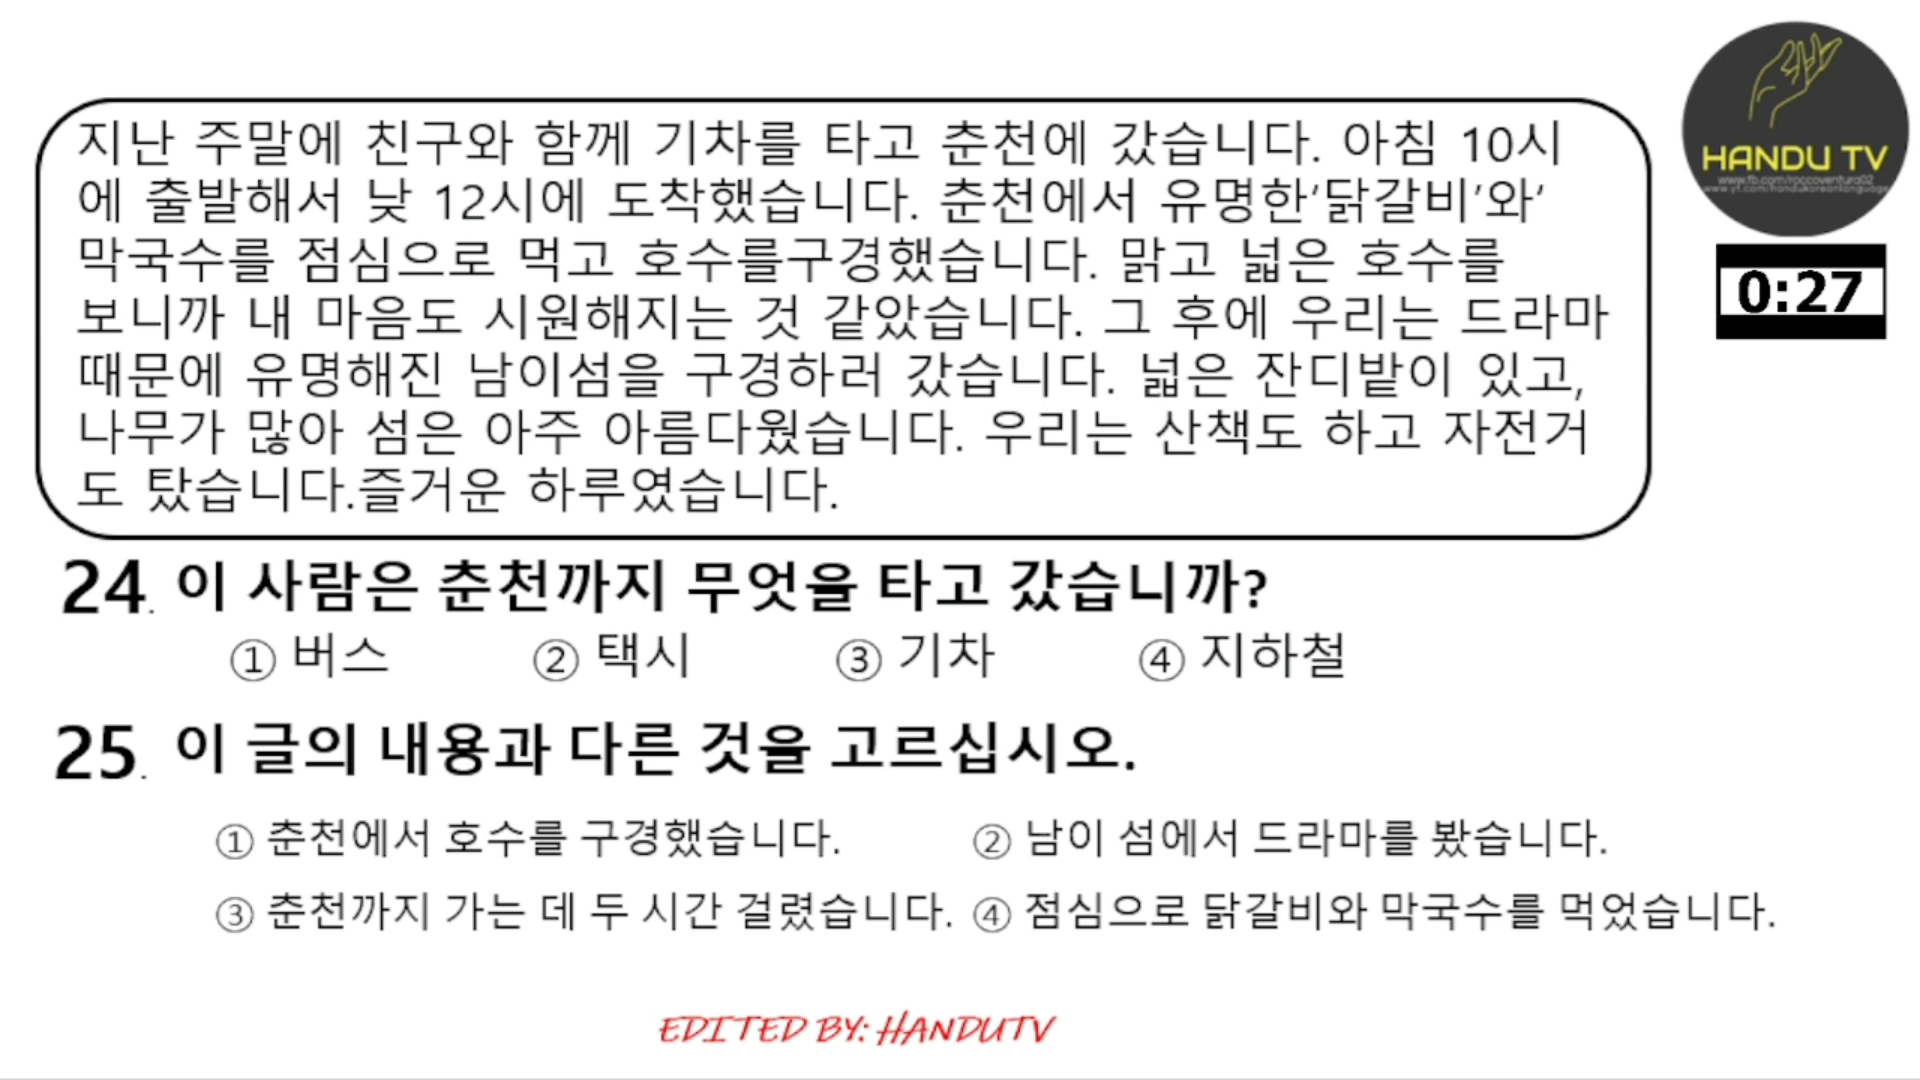 지난 주말에 친구와 함께 기차를 타고 춘천에 갔습니다. 아침 10시
에 출발해서 낮 12시에 도착했습니다. 춘천에서 유명한'닭갈비'와'
막국수를 점심으로 먹고 호수를구경했습니다. 맑고 넓은 호수를
보니까 내 마음도 시원해지는 것 같았습니다. 그 후에 우리는 드라마
때문에 유명해진 남이섬을 구경하러 갔습니다. 넓은 잔디밭이 있고,
나무가 많아 섬은 아주 아름다웠습니다. 우리는 산책도 하고 자전거
도 탔습니다.즐거운 하루였습니다.
HANDU TV
0:27
24. 이 사람은 춘천까지 무엇을 타고 갔습니까?
① 버스 ② 택시 ③ 기차 ④ 지하철
25. 이 글의 내용과 다른 것을 고르십시오.
① 춘천에서 호수를 구경했습니다. ② 남이 섬에서 드라마를 봤습니다.
③ 춘천까지 가는 데 두 시간 걸렸습니다. ④ 점심으로 닭갈비와 막국수를 먹었습니다.
EDITED BY: HANDUTV